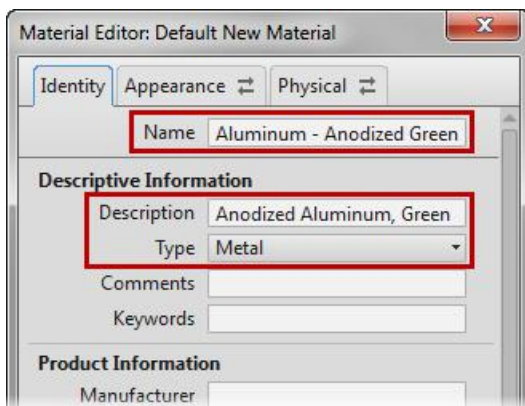 Material Editor: Default New Material
Identity Appearance Physical
Name Aluminum - Anodized Green
Descriptive Information
Description Anodized Aluminum, Green
Type Metal
Comments
Keywords
Product Information
Manufacturer